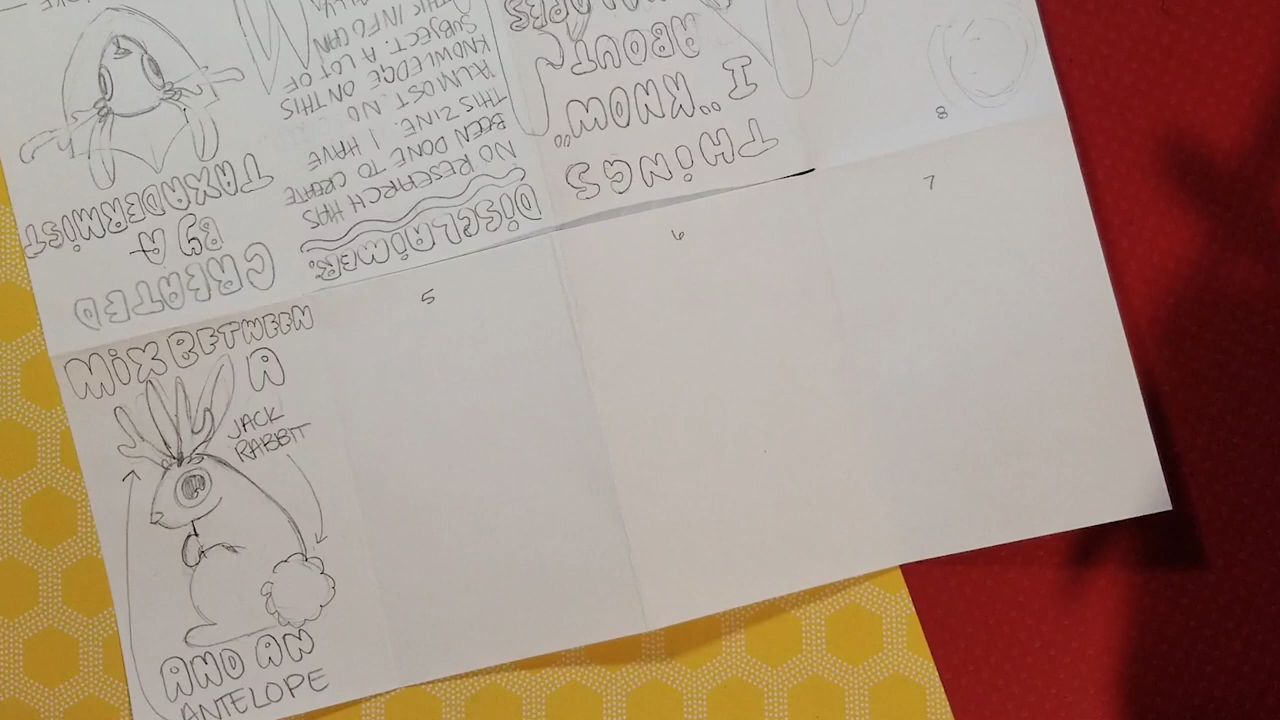 THINGS
I "KNOW"
ABOUT
DISCLAIMER:
NO RESEARCH HAS
BEEN DONE TO CREATE
THIS ZINE. I HAVE
ALMOST NO
KNOWLEDGE ON THIS
SUBJECT. A LOT OF
THIS INFO CAN
CREATED
BY A
TAXADERMIST
MIX BETWEEN
A
JACK
RABBIT
AND AN
ANTELOPE
5
6
7
8